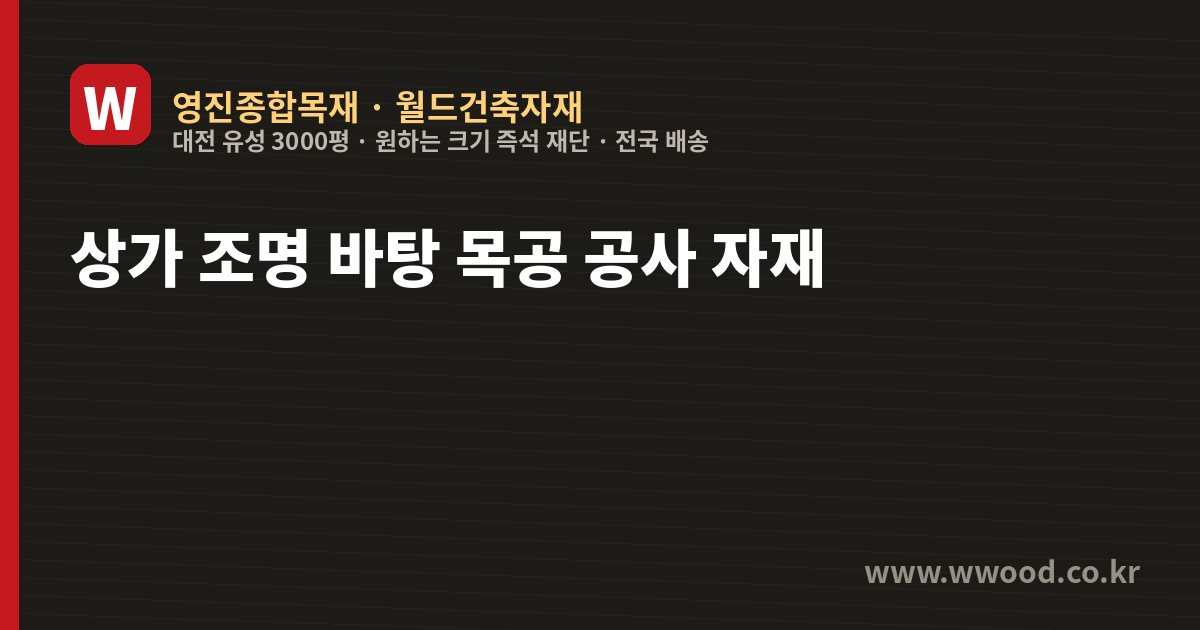 W
영진종합목재 · 월드건축자재
대전 유성 3000평 · 원하는 크기 즉석 재단 · 전국 배송
상가 조명 바탕 목공 공사 자재
www.wwood.co.kr